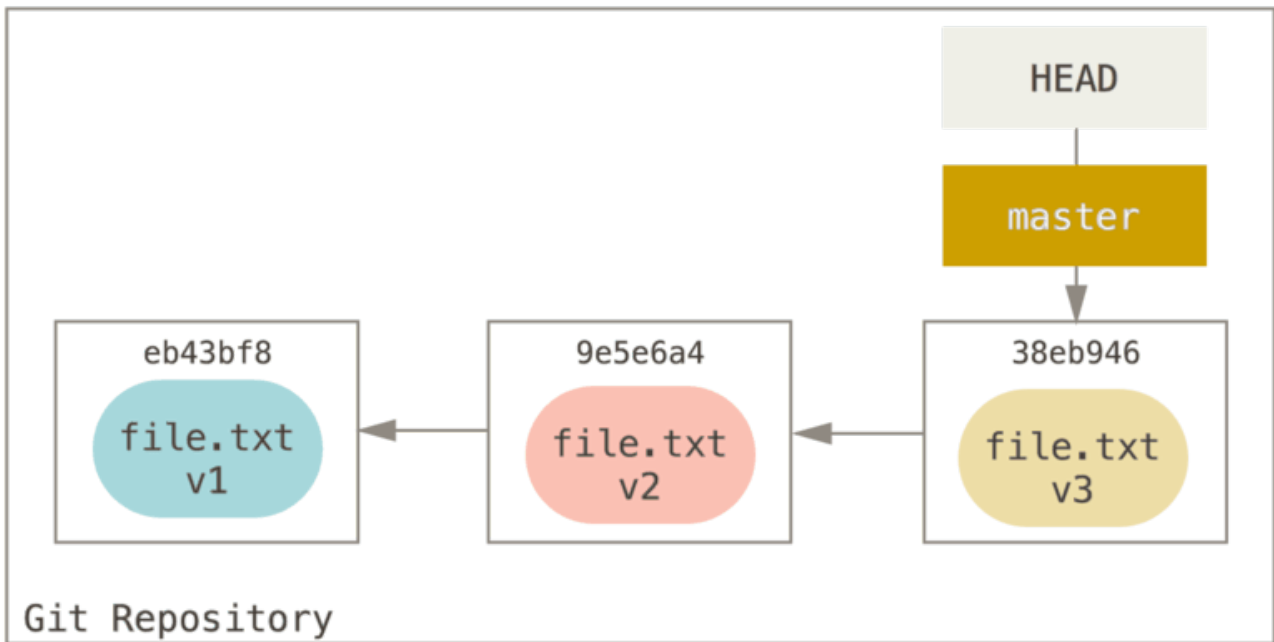 HEAD
master
eb43bf8
file.txt
v1
9e5e6a4
file.txt
v2
38eb946
file.txt
v3
Git Repository